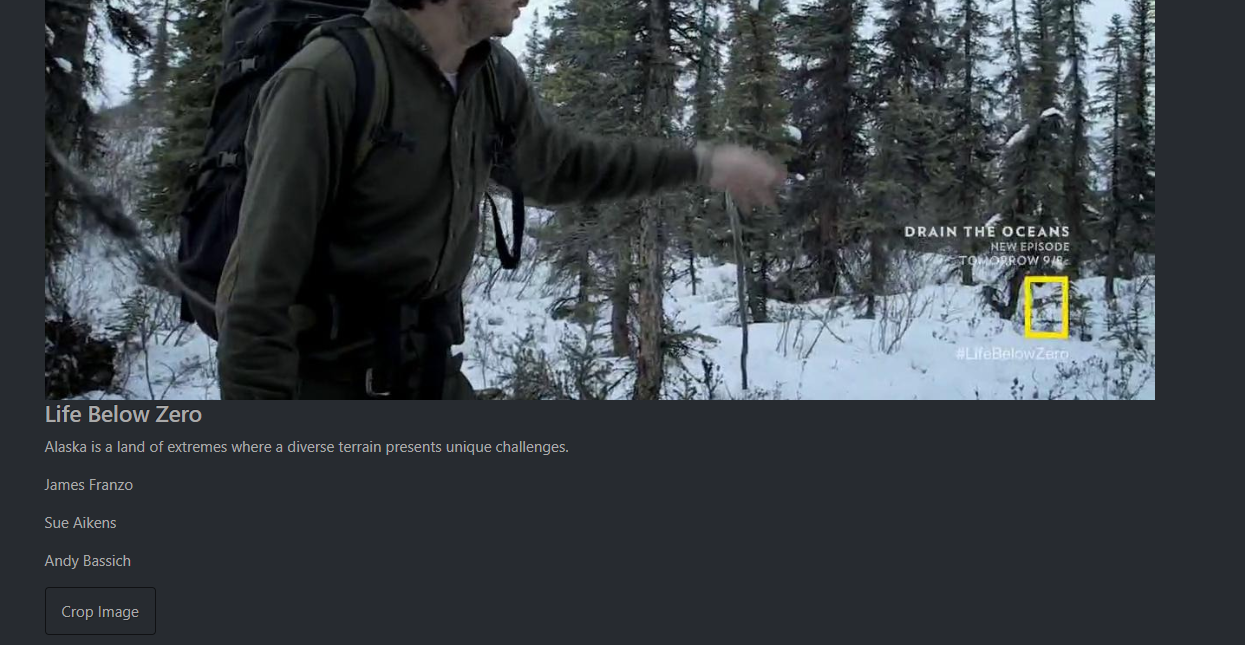 DRAIN THE OCEANS
NEW EPISODE
TOMORROW 9/8c
#LifeBelowZero
Life Below Zero
Alaska is a land of extremes where a diverse terrain presents unique challenges.
James Franzo
Sue Aikens
Andy Bassich
Crop Image